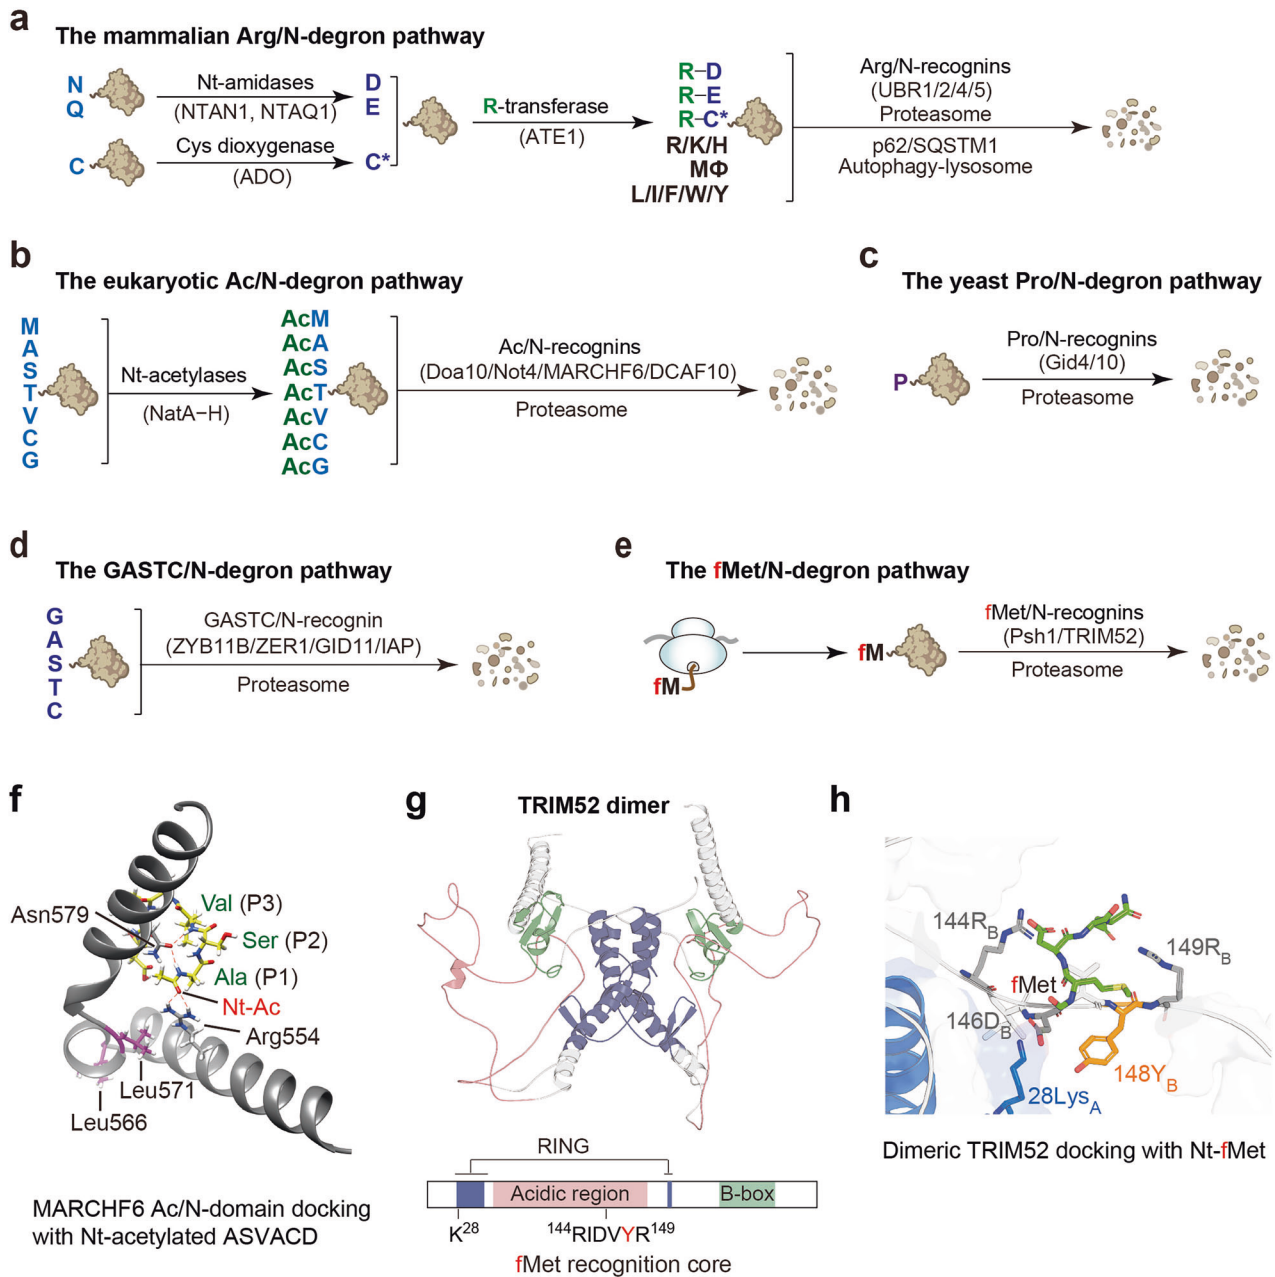 a
The mammalian Arg/N-degron pathway
N
Q
Nt-amidases
(NTAN1, NTAQ1)
D
E
C
Cys dioxygenase
(ADO)
C*
R-transferase
(ATE1)
R–D
R–E
R–C*
R/K/H
MΦ
L/I/F/W/Y
Arg/N-recognins
(UBR1/2/4/5)
Proteasome
p62/SQSTM1
Autophagy-lysosome
b
The eukaryotic Ac/N-degron pathway
M
A
S
T
V
C
G
Nt-acetylases
(NatA–H)
AcM
AcA
AcS
AcT
AcV
AcC
AcG
Ac/N-recognins
(Doa10/Not4/MARCHF6/DCAF10)
Proteasome
c
The yeast Pro/N-degron pathway
P
Pro/N-recognins
(Gid4/10)
Proteasome
d
The GASTC/N-degron pathway
G
A
S
T
C
GASTC/N-recognin
(ZYB11B/ZER1/GID11/IAP)
Proteasome
e
The fMet/N-degron pathway
fM
fM
fMet/N-recognins
(Psh1/TRIM52)
Proteasome
f
Asn579
Val (P3)
Ser (P2)
Ala (P1)
Nt-Ac
Arg554
Leu571
Leu566
MARCHF6 Ac/N-domain docking
with Nt-acetylated ASVACD
g
TRIM52 dimer
RING
Acidic region
B-box
K28
144RIDVYR149
fMet recognition core
h
144RB
149RB
fMet
146DB
148YB
28LysA
Dimeric TRIM52 docking with Nt-fMet